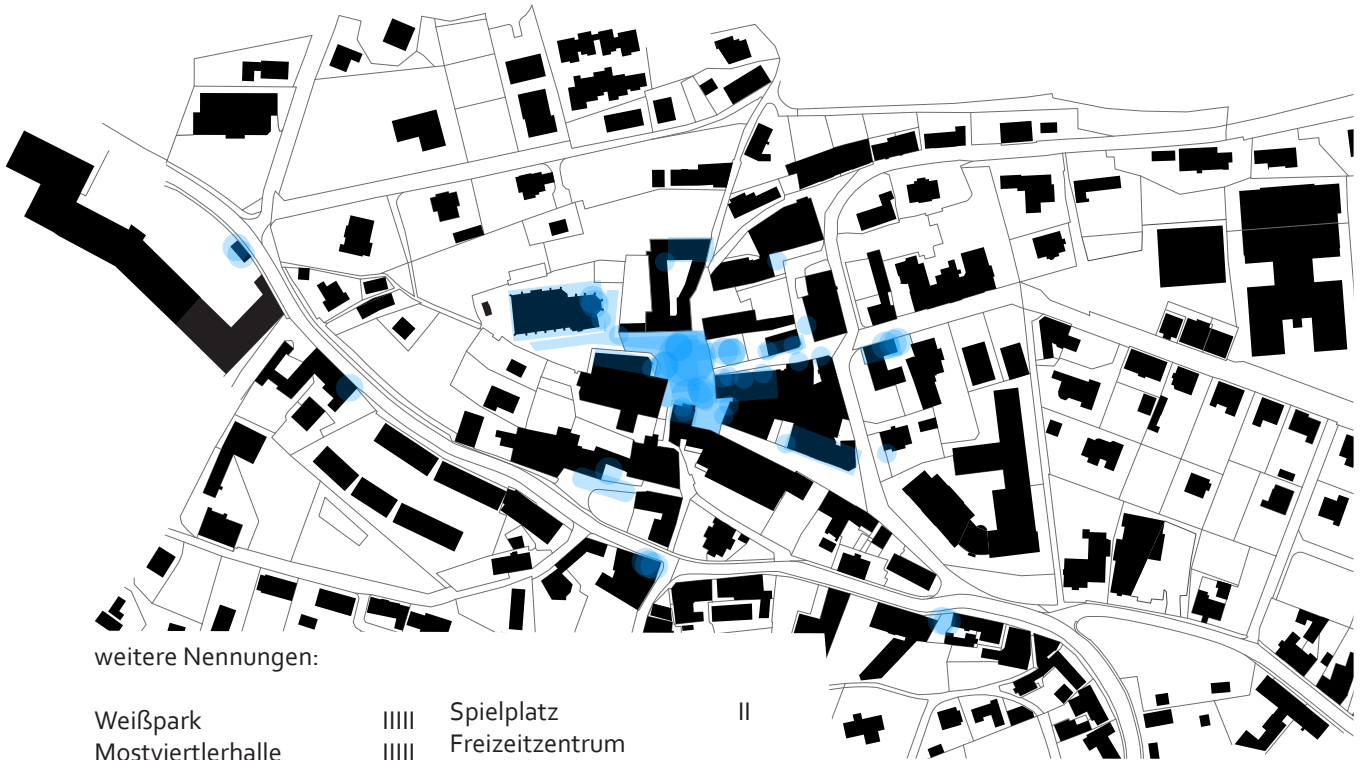 weitere Nennungen:
Weißpark IIIII
Mostviertlerhalle IIIII
Spielplatz II
Freizeitzentrum